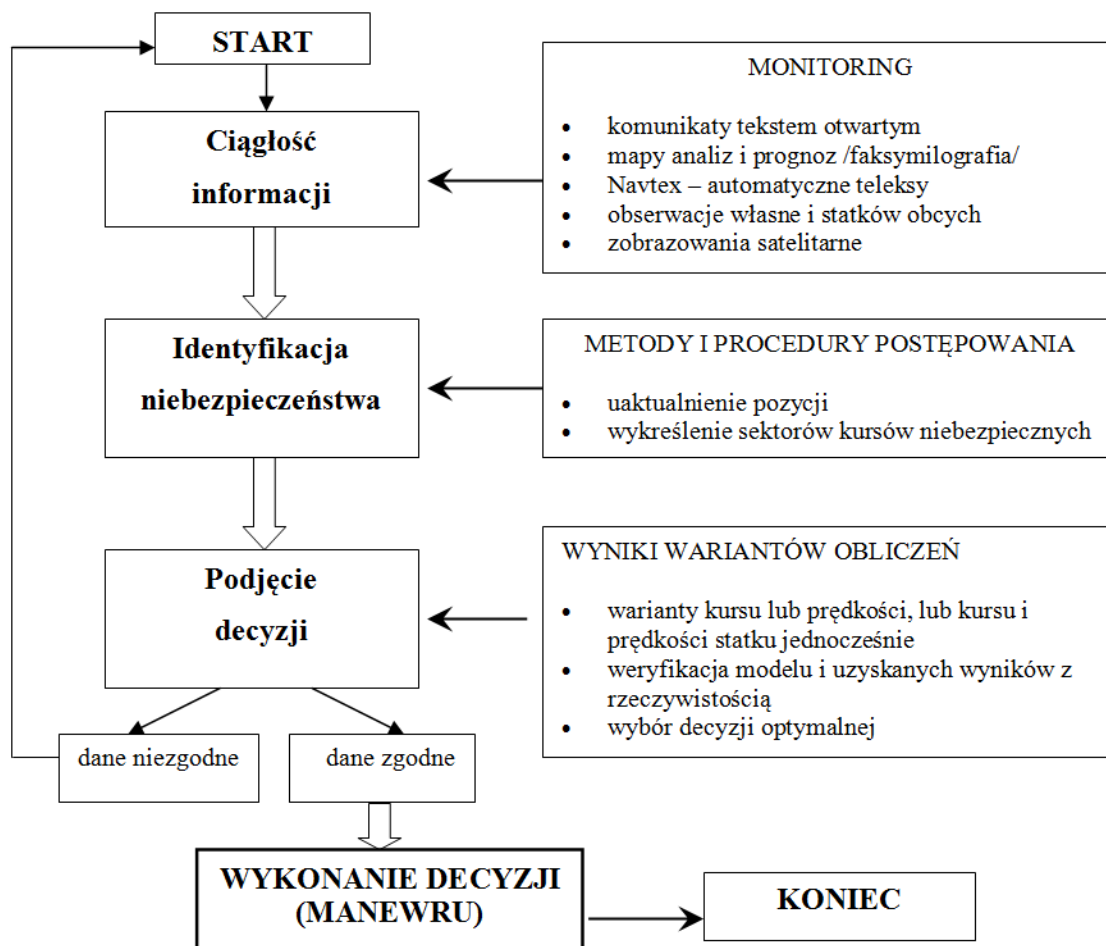 START
Ciągłość
informacji
MONITORING
• komunikaty tekstem otwartym
• mapy analiz i prognoz /faksymilografia/
• Navtex – automatyczne teleksy
• obserwacje własne i statków obcych
• zobrazowania satelitarne
Identyfikacja
niebezpieczeństwa
METODY I PROCEDURY POSTĘPOWANIA
• uaktualnienie pozycji
• wykreślenie sektorów kursów niebezpiecznych
Podjęcie
decyzji
WYNIKI WARIANTÓW OBLICZEŃ
• warianty kursu lub prędkości, lub kursu i
prędkości statku jednocześnie
• weryfikacja modelu i uzyskanych wyników z
rzeczywistością
• wybór decyzji optymalnej
dane niezgodne
dane zgodne
WYKONANIE DECYZJI
(MANEWRU)
KONIEC